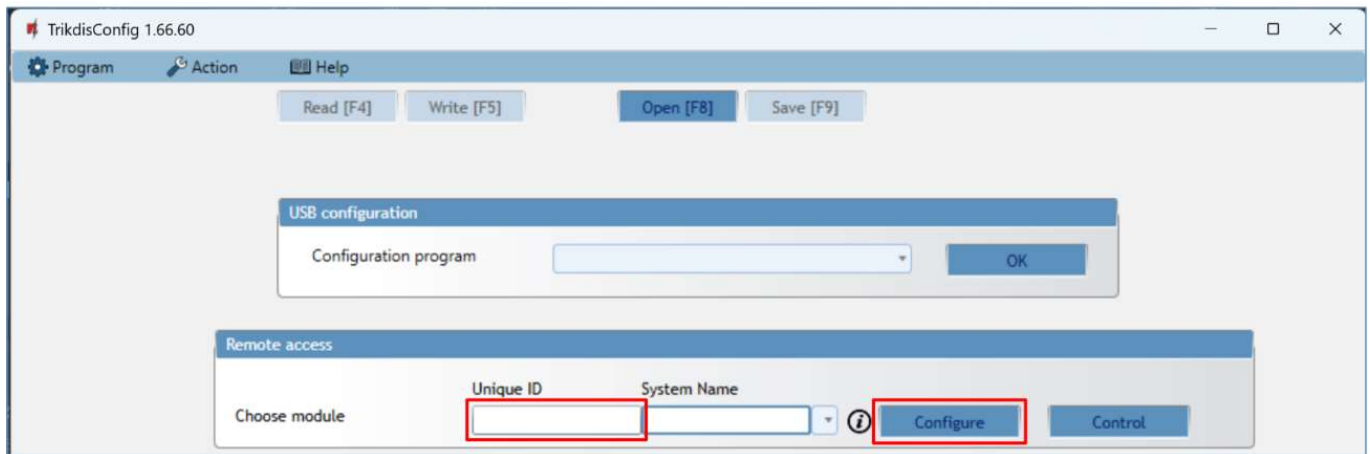 TrikdisConfig 1.66.60
Program Action Help
Read [F4] Write [F5] Open [F8] Save [F9]
USB configuration
Configuration program OK
Remote access
Unique ID System Name
Choose module Configure Control